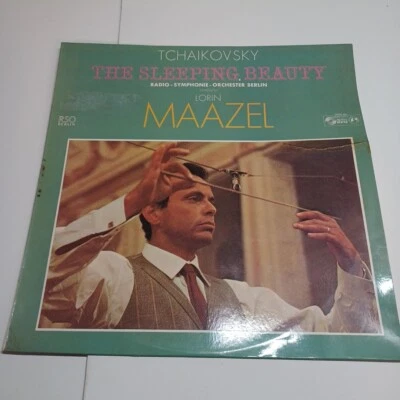 TCHAIKOVSKY
THE SLEEPING BEAUTY
RADIO-SYMPHONIE-ORCHESTER BERLIN
LORIN
MAAZEL